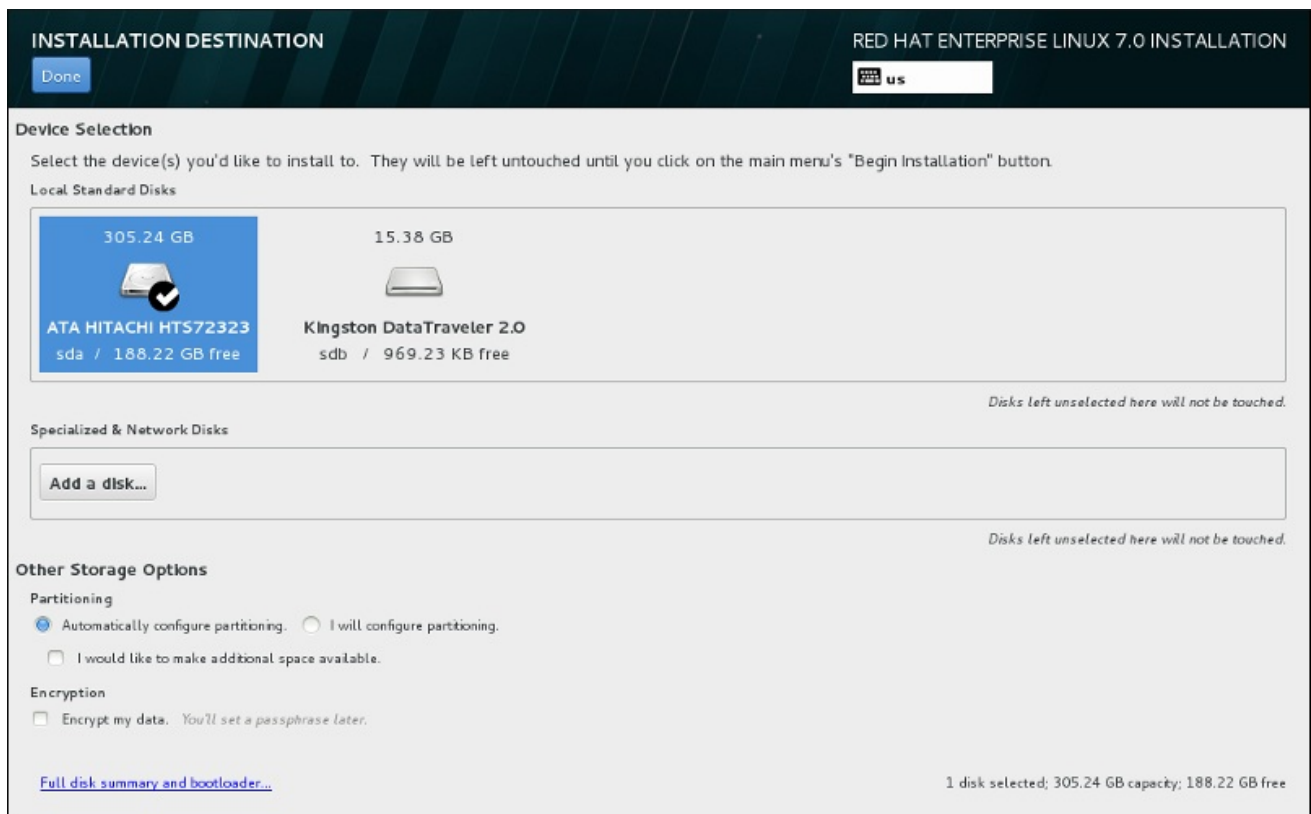 INSTALLATION DESTINATION
RED HAT ENTERPRISE LINUX 7.0 INSTALLATION
Done
us
Device Selection
Select the device(s) you'd like to install to. They will be left untouched until you click on the main menu's "Begin Installation" button.
Local Standard Disks
305.24 GB
ATA HITACHI HTS72323
sda / 188.22 GB free
15.38 GB
Kingston DataTraveler 2.0
sdb / 969.23 KB free
Disks left unselected here will not be touched.
Specialized & Network Disks
Add a disk...
Disks left unselected here will not be touched.
Other Storage Options
Partitioning
Automatically configure partitioning. I will configure partitioning.
I would like to make additional space available.
Encryption
Encrypt my data. You'll set a passphrase later.
Full disk summary and bootloader...
1 disk selected; 305.24 GB capacity; 188.22 GB free